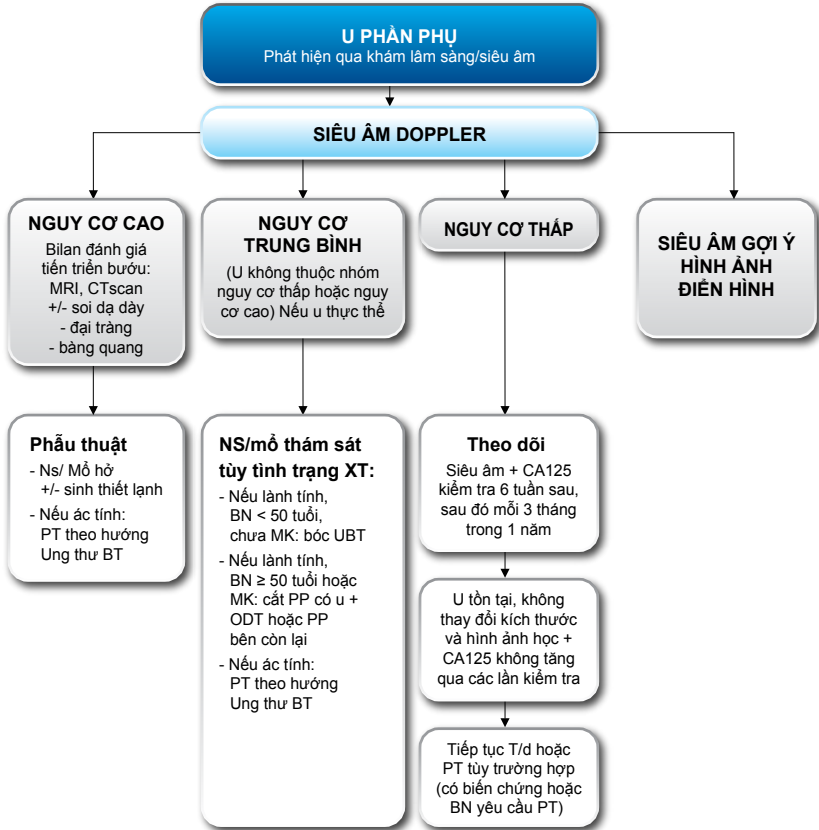 U PHẦN PHỤ
Phát hiện qua khám lâm sàng/siêu âm
SIÊU ÂM DOPPLER
NGUY CƠ CAO
Bilan đánh giá
tiến triển bướu:
MRI, CTscan
+/- soi dạ dày
- đại tràng
- bàng quang
NGUY CƠ
TRUNG BÌNH
(U không thuộc nhóm
nguy cơ thấp hoặc nguy
cơ cao) Nếu u thực thể
NGUY CƠ THẤP
SIÊU ÂM GỢI Ý
HÌNH ẢNH
ĐIỂN HÌNH
Phẫu thuật
- Ns/ Mổ hở
+/- sinh thiết lạnh
- Nếu ác tính:
PT theo hướng
Ung thư BT
NS/mổ thám sát
tùy tình trạng XT:
- Nếu lành tính,
BN < 50 tuổi,
chưa MK: bóc UBT
- Nếu lành tính,
BN ≥ 50 tuổi hoặc
MK: cắt PP có u +
ODT hoặc PP
bên còn lại
- Nếu ác tính:
PT theo hướng
Ung thư BT
Theo dõi
Siêu âm + CA125
kiểm tra 6 tuần sau,
sau đó mỗi 3 tháng
trong 1 năm
U tồn tại, không
thay đổi kích thước
và hình ảnh học +
CA125 không tăng
qua các lần kiểm tra
Tiếp tục T/d hoặc
PT tùy trường hợp
(có biến chứng hoặc
BN yêu cầu PT)